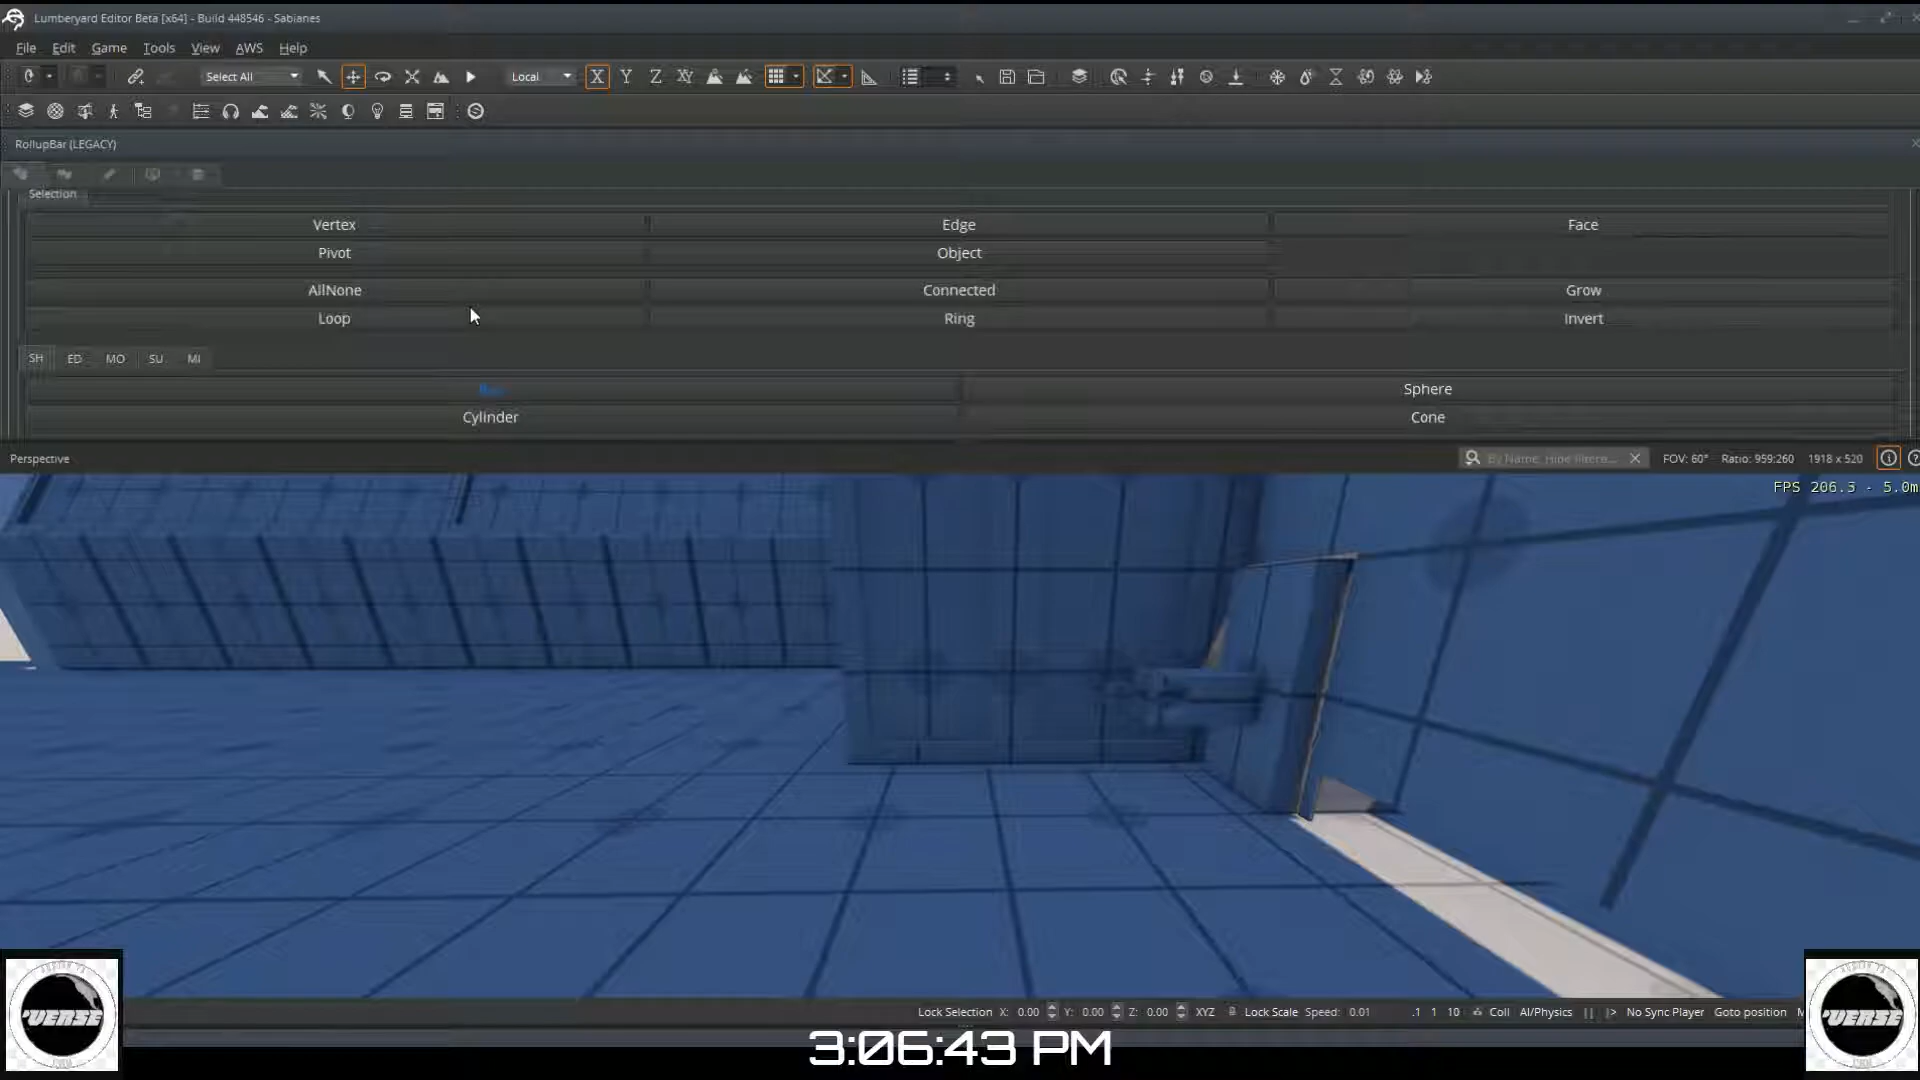 Lumberyard Editor Beta [x64] - Build 448546 - Sabianes
File Edit Game Tools View AWS Help
Select All Local X Y Z XY
RollupBar (LEGACY)
Selection
Vertex Edge Face
Pivot Object
AllNone Connected Grow
Loop Ring Invert
SH ED MO SU MI
Sphere
Cylinder Cone
Perspective By Name, Hide filtere... FOV: 60° Ratio: 959:260 1918 x 520
FPS 206.3 - 5.0m
Lock Selection X: 0.00 Y: 0.00 Z: 0.00 XYZ Lock Scale Speed: 0.01 .1 1 10 Coll AI/Physics No Sync Player Goto position M
'VERSE 3:06:43 PM 'VERSE